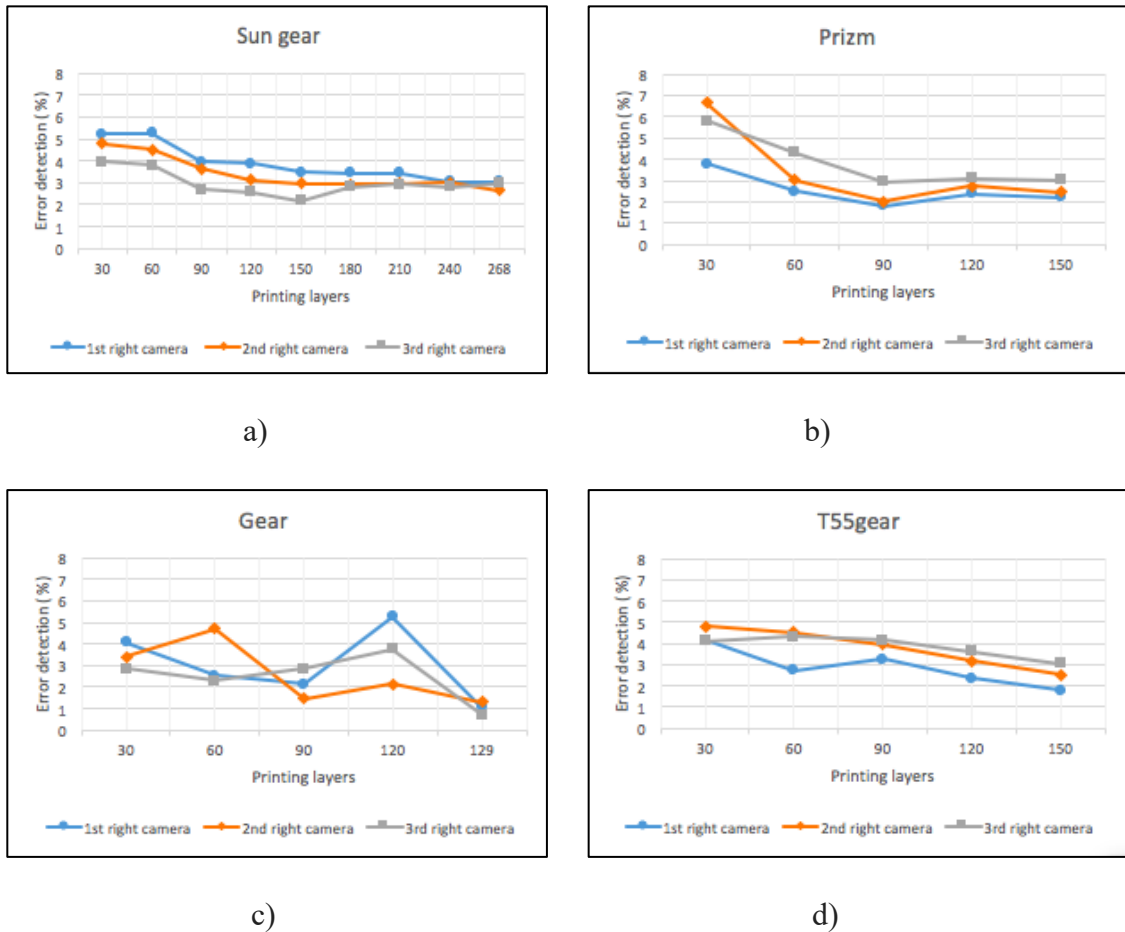 Sun gear
Error detection (%)
8
7
6
5
4
3
2
1
0
30 60 90 120 150 180 210 240 268
Printing layers
1st right camera 2nd right camera 3rd right camera
a)
Prizm
Error detection (%)
8
7
6
5
4
3
2
1
0
30 60 90 120 150
Printing layers
1st right camera 2nd right camera 3rd right camera
b)
Gear
Error detection (%)
8
7
6
5
4
3
2
1
0
30 60 90 120 129
Printing layers
1st right camera 2nd right camera 3rd right camera
c)
T55gear
Error detection (%)
8
7
6
5
4
3
2
1
0
30 60 90 120 150
Printing layers
1st right camera 2nd right camera 3rd right camera
d)